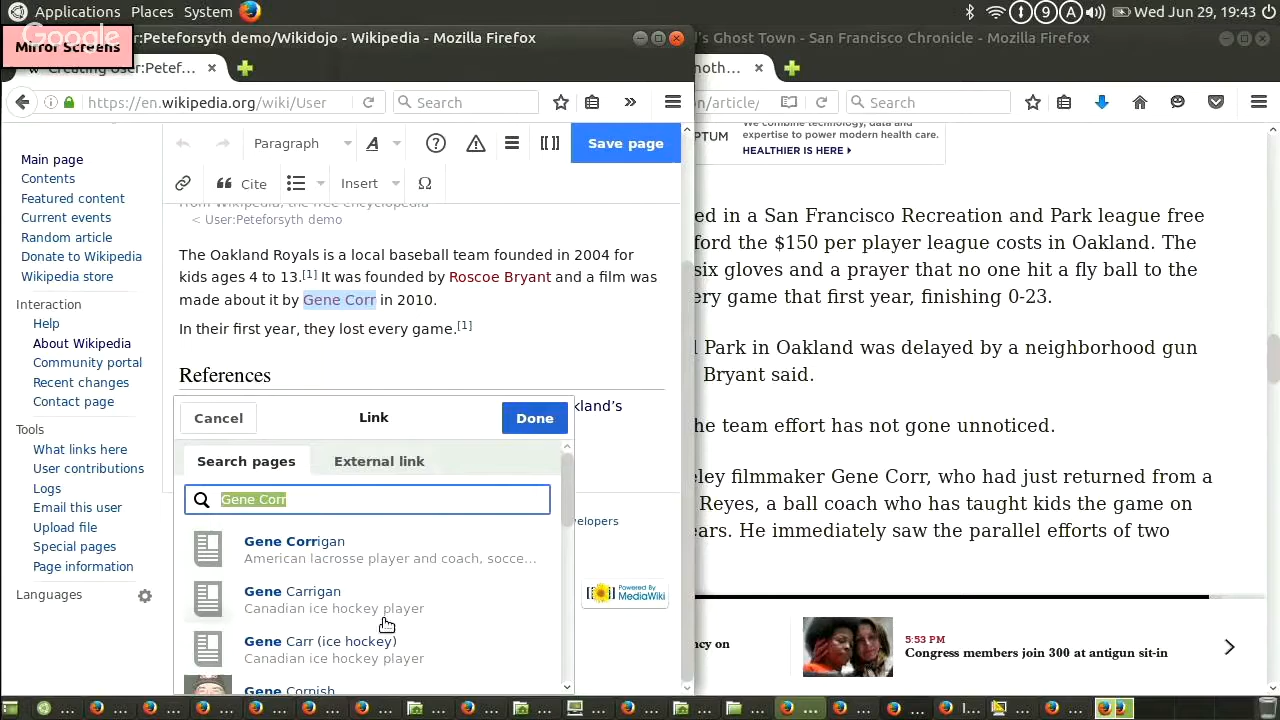 Applications Places System
Wed Jun 29, 19:43
Google
Mirror Screens
:Peteforsyth demo/Wikidojo - Wikipedia - Mozilla Firefox
's Ghost Town - San Francisco Chronicle - Mozilla Firefox
Creating User:Petef...
noth...
https://en.wikipedia.org/wiki/User
Search
n/article/
Search
Paragraph
A
Save page
Cite
Insert
Ω
Main page
Contents
Featured content
Current events
Random article
Donate to Wikipedia
Wikipedia store
Interaction
Help
About Wikipedia
Community portal
Recent changes
Contact page
Tools
What links here
User contributions
Logs
Email this user
Upload file
Special pages
Page information
Languages
From Wikipedia, the free encyclopedia
< User:Peteforsyth demo
The Oakland Royals is a local baseball team founded in 2004 for
kids ages 4 to 13.[1] It was founded by Roscoe Bryant and a film was
made about it by Gene Corr in 2010.
In their first year, they lost every game.[1]
References
kland's
Cancel
Link
Done
Search pages
External link
Gene Corr
Gene Corrigan
American lacrosse player and coach, socce...
Gene Carrigan
Canadian ice hockey player
Gene Carr (ice hockey)
Canadian ice hockey player
Gene Cornish
velopers
Powered By
MediaWiki
PTUM
We combine technology, data and
expertise to power modern health care.
HEALTHIER IS HERE
ed in a San Francisco Recreation and Park league free
ford the $150 per player league costs in Oakland. The
six gloves and a prayer that no one hit a fly ball to the
ery game that first year, finishing 0-23.
l Park in Oakland was delayed by a neighborhood gun
Bryant said.
he team effort has not gone unnoticed.
eley filmmaker Gene Corr, who had just returned from a
Reyes, a ball coach who has taught kids the game on
ears. He immediately saw the parallel efforts of two
ncy on
5:53 PM
Congress members join 300 at antigun sit-in